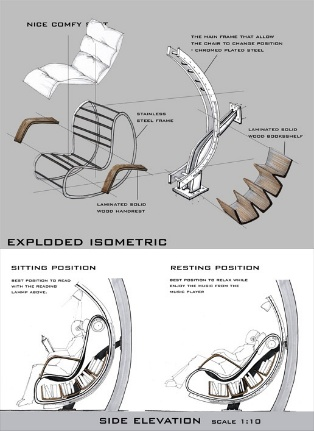 NICE COMFY
THE MAIN FRAME THAT ALLOW
THE CHAIR TO CHANGE POSITION
- CHROMED PLATED STEEL
STAINLESS
STEEL FRAME
LAMINATED SOLID
WOOD BOOKSHELF
LAMINATED SOLID
WOOD HANDREST
EXPLODED ISOMETRIC
SITTING POSITION
BEST POSITION TO READ
WITH THE READING
LAMMP ABOVE.
RESTING POSITION
BEST POSITION TO RELAX WHILE
ENJOY THE MUSIC FROM THE
MUSIC PLAYER
SIDE ELEVATION SCALE 1:10